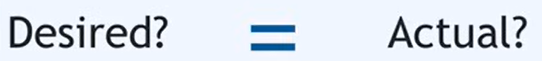 Desired? = Actual?